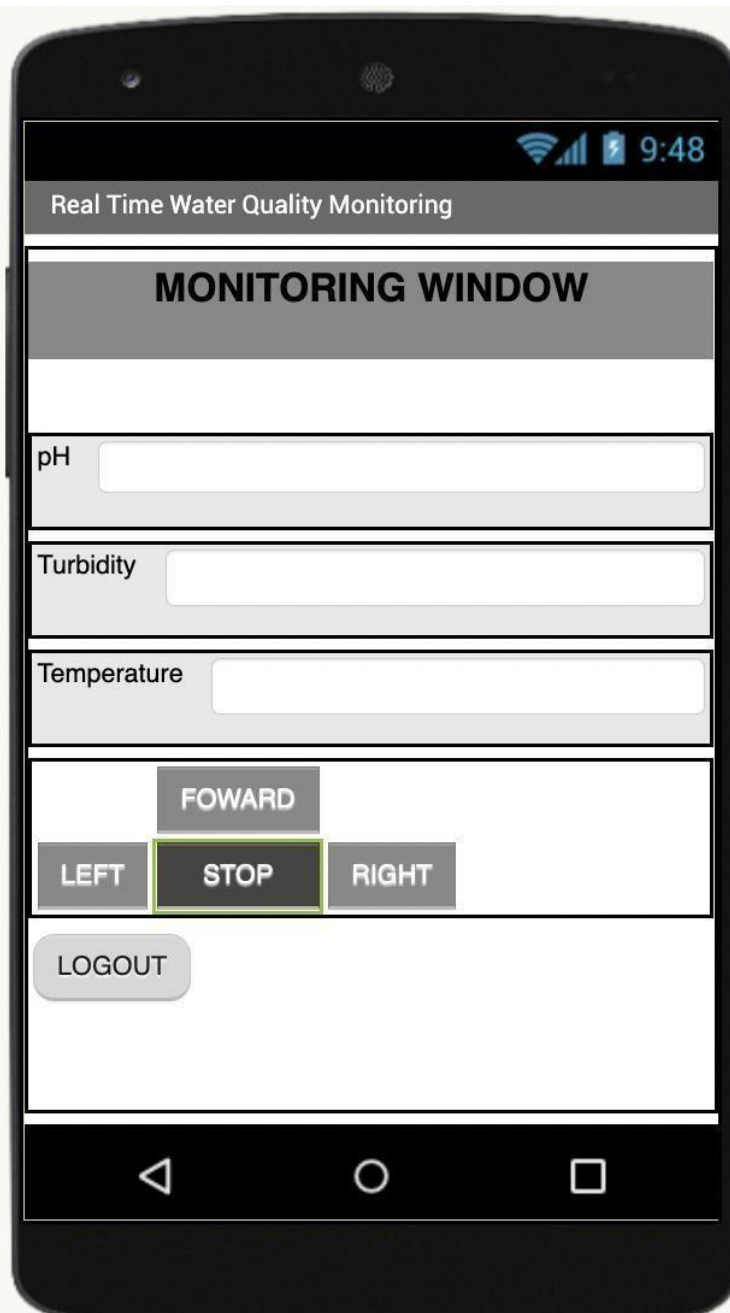 9:48
Real Time Water Quality Monitoring
MONITORING WINDOW
pH
Turbidity
Temperature
FOWARD
LEFT STOP RIGHT
LOGOUT